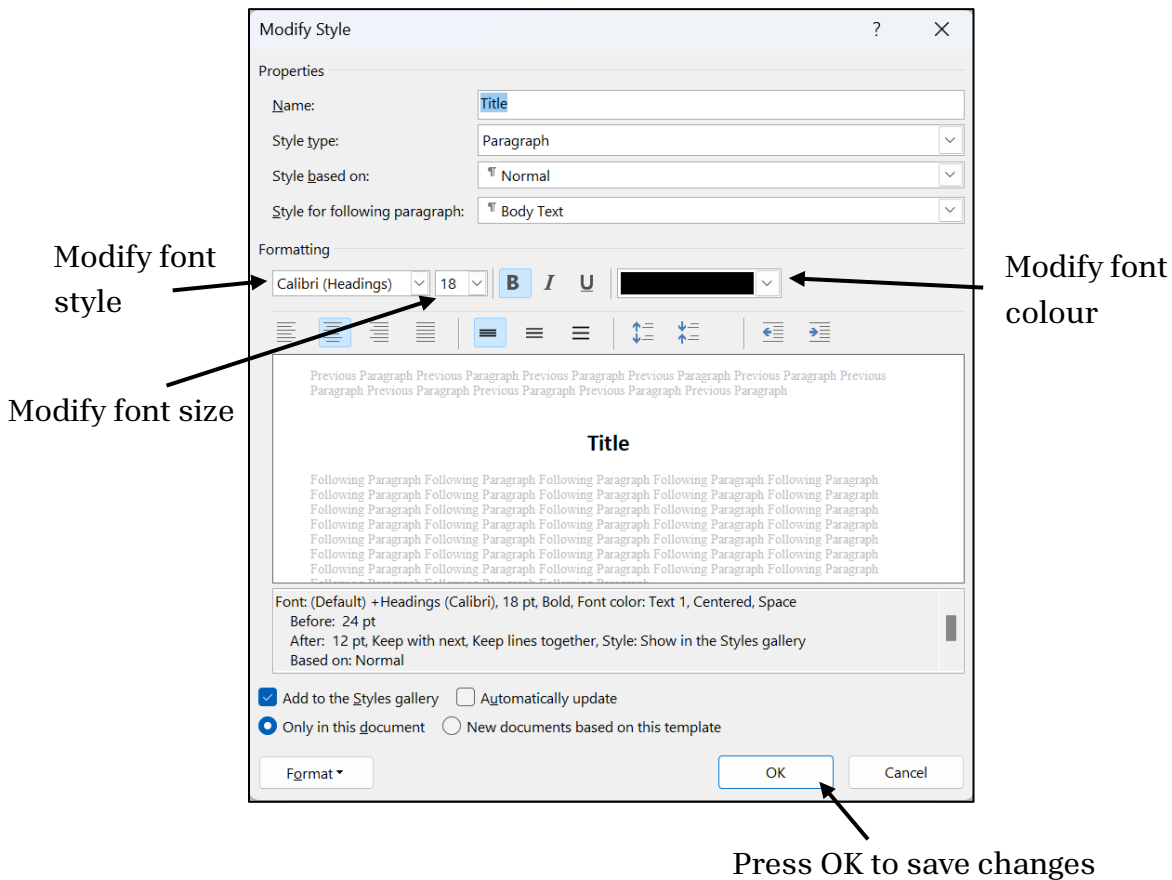 Modify Style
?
Properties
Name:
Title
Style type:
Paragraph
Style based on:
¶ Normal
Style for following paragraph:
¶ Body Text
Formatting
Modify font
style
Calibri (Headings)
18
B
I
U
Modify font
colour
Modify font size
Previous Paragraph Previous Paragraph Previous Paragraph Previous Paragraph Previous Paragraph Previous
Paragraph Previous Paragraph Previous Paragraph Previous Paragraph Previous Paragraph
Title
Following Paragraph Following Paragraph Following Paragraph Following Paragraph Following Paragraph
Following Paragraph Following Paragraph Following Paragraph Following Paragraph Following Paragraph
Following Paragraph Following Paragraph Following Paragraph Following Paragraph Following Paragraph
Following Paragraph Following Paragraph Following Paragraph Following Paragraph Following Paragraph
Following Paragraph Following Paragraph Following Paragraph Following Paragraph Following Paragraph
Following Paragraph Following Paragraph Following Paragraph Following Paragraph Following Paragraph
Following Paragraph Following Paragraph Following Paragraph Following Paragraph Following Paragraph
Font: (Default) +Headings (Calibri), 18 pt, Bold, Font color: Text 1, Centered, Space
Before: 24 pt
After: 12 pt, Keep with next, Keep lines together, Style: Show in the Styles gallery
Based on: Normal
Add to the Styles gallery
Automatically update
Only in this document
New documents based on this template
Format
OK
Cancel
Press OK to save changes